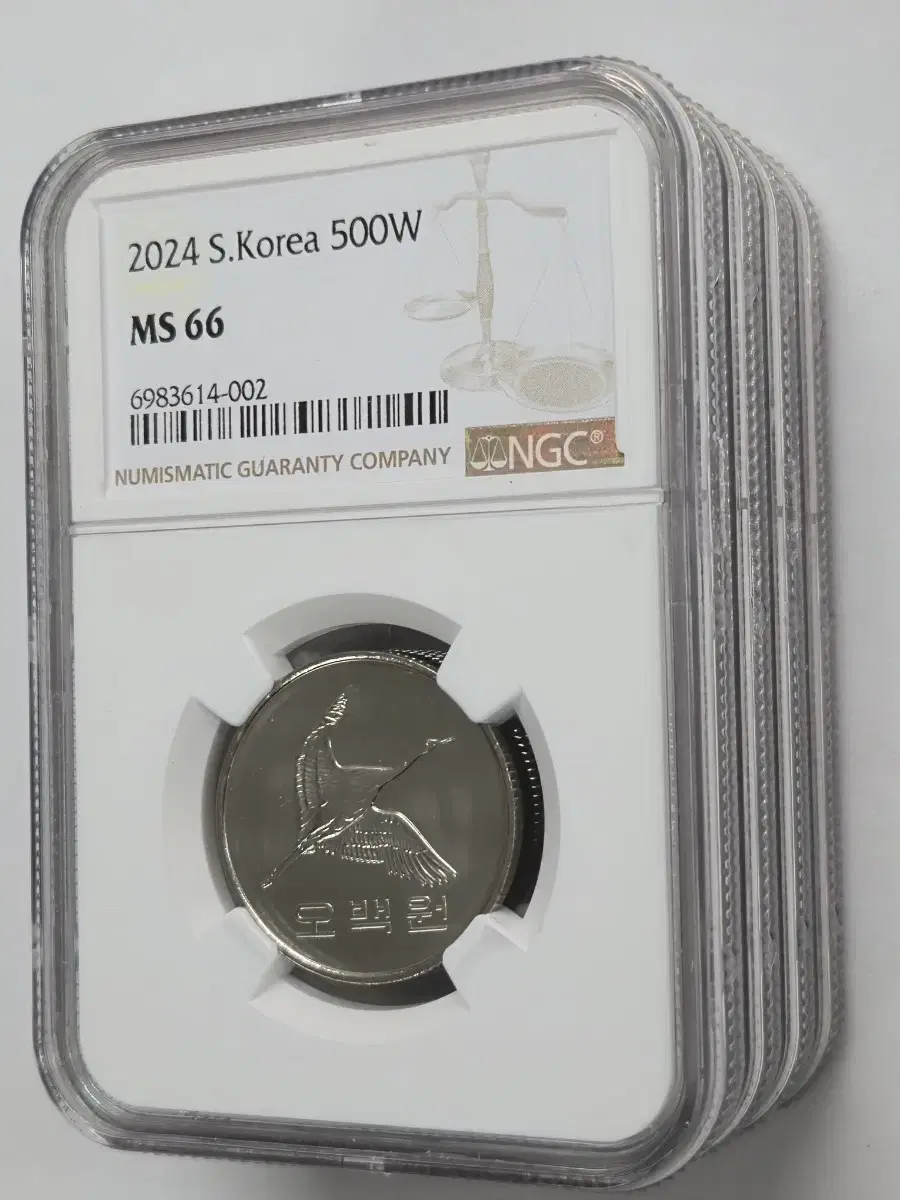 2024 S.Korea 500W
MS 66
6983614-002
NUMISMATIC GUARANTY COMPANY
NGC®
오백원